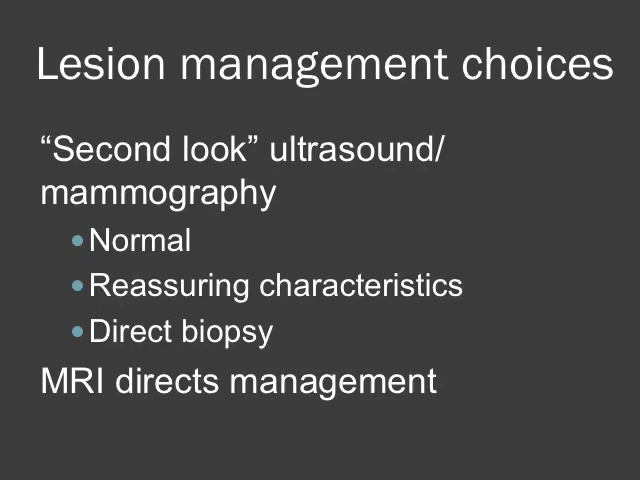 Lesion management choices
“Second look” ultrasound/
mammography
• Normal
• Reassuring characteristics
• Direct biopsy
MRI directs management